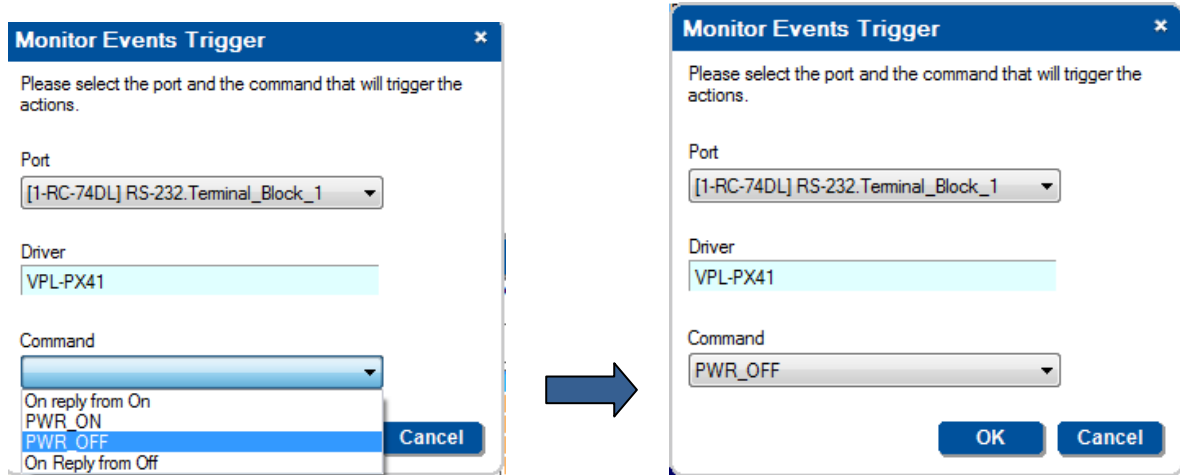 Monitor Events Trigger ×
Please select the port and the command that will trigger the
actions.
Port
[1-RC-74DL] RS-232.Terminal_Block_1
Driver
VPL-PX41
Command
On reply from On
PWR_ON
PWR_OFF
On Reply from Off
Cancel
Monitor Events Trigger ×
Please select the port and the command that will trigger the
actions.
Port
[1-RC-74DL] RS-232.Terminal_Block_1
Driver
VPL-PX41
Command
PWR_OFF
OK Cancel